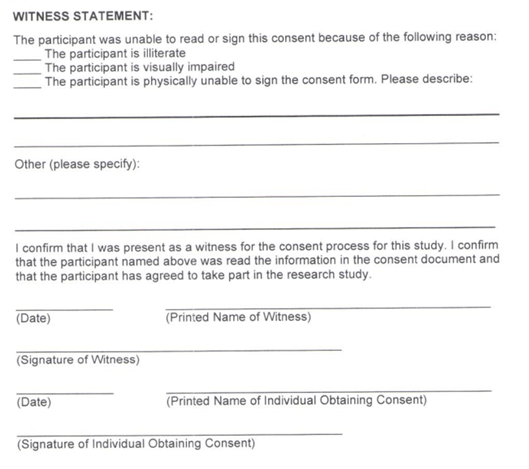 WITNESS STATEMENT:
The participant was unable to read or sign this consent because of the following reason:
____ The participant is illiterate
____ The participant is visually impaired
____ The participant is physically unable to sign the consent form. Please describe:
Other (please specify):
I confirm that I was present as a witness for the consent process for this study. I confirm
that the participant named above was read the information in the consent document and
that the participant has agreed to take part in the research study.
(Date) (Printed Name of Witness)
(Signature of Witness)
(Date) (Printed Name of Individual Obtaining Consent)
(Signature of Individual Obtaining Consent)